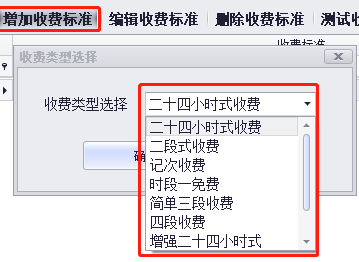 增加收费标准 编辑收费标准 删除收费标准 测试收
收费标准
收费类型选择
收费类型选择 二十四小时式收费
二十四小时式收费
二段式收费
记次收费
时段一免费
简单三段收费
四段收费
增强二十四小时式